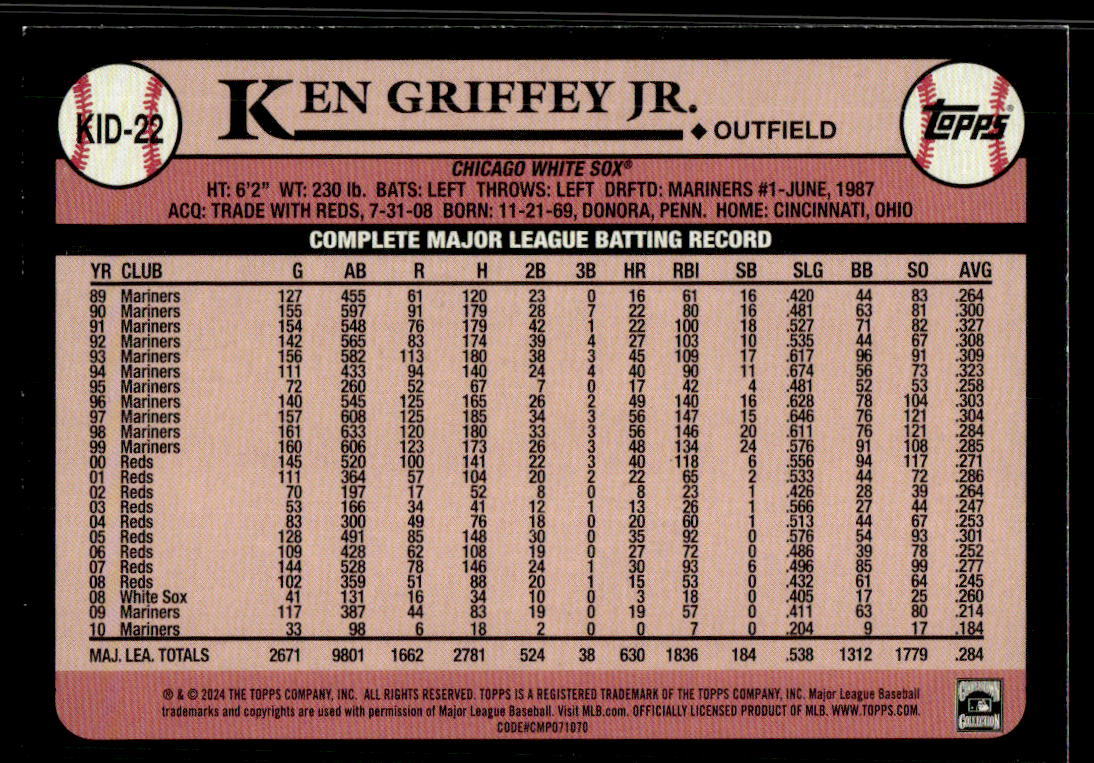 KID-22
KEN GRIFFEY JR.
◆ OUTFIELD
TOPPS®
CHICAGO WHITE SOX®
HT: 6'2" WT: 230 lb. BATS: LEFT THROWS: LEFT DRFTD: MARINERS #1-JUNE, 1987
ACQ: TRADE WITH REDS, 7-31-08 BORN: 11-21-69, DONORA, PENN. HOME: CINCINNATI, OHIO
COMPLETE MAJOR LEAGUE BATTING RECORD
YR CLUB G AB R H 2B 3B HR RBI SB SLG BB SO AVG
89 Mariners 127 455 61 120 23 0 16 61 16 .420 44 83 .264
90 Mariners 155 597 91 179 28 7 22 80 16 .481 63 81 .300
91 Mariners 154 548 76 179 42 1 22 100 18 .527 71 82 .327
92 Mariners 142 565 83 174 39 4 27 103 10 .535 44 67 .308
93 Mariners 156 582 113 180 38 3 45 109 17 .617 96 91 .309
94 Mariners 111 433 94 140 24 4 40 90 11 .674 56 73 .323
95 Mariners 72 260 52 67 7 0 17 42 4 .481 52 53 .258
96 Mariners 140 545 125 165 26 2 49 140 16 .628 78 104 .303
97 Mariners 157 608 125 185 34 3 56 147 15 .646 76 121 .304
98 Mariners 161 633 120 180 33 3 56 146 20 .611 76 121 .284
99 Mariners 160 606 123 173 26 3 48 134 24 .576 91 108 .285
00 Reds 145 520 100 141 22 3 40 118 6 .556 94 117 .271
01 Reds 111 364 57 104 20 2 22 65 2 .533 44 72 .286
02 Reds 70 197 17 52 8 0 8 23 1 .426 28 39 .264
03 Reds 53 166 34 41 12 1 13 26 1 .566 27 44 .247
04 Reds 83 300 49 76 18 0 20 60 1 .513 44 67 .253
05 Reds 128 491 85 148 30 0 35 92 0 .576 54 93 .301
06 Reds 109 428 62 108 19 0 27 72 0 .486 39 78 .252
07 Reds 144 528 78 146 24 1 30 93 6 .496 85 99 .277
08 Reds 102 359 51 88 20 1 15 53 0 .432 61 64 .245
08 White Sox 41 131 16 34 10 0 3 18 0 .405 17 25 .260
09 Mariners 117 387 44 83 19 0 19 57 0 .411 63 80 .214
10 Mariners 33 98 6 18 2 0 0 7 0 .204 9 17 .184
MAJ. LEA. TOTALS 2671 9801 1662 2781 524 38 630 1836 184 .538 1312 1779 .284
® & © 2024 THE TOPPS COMPANY, INC. ALL RIGHTS RESERVED. TOPPS IS A REGISTERED TRADEMARK OF THE TOPPS COMPANY, INC. Major League Baseball
trademarks and copyrights are used with permission of Major League Baseball. Visit MLB.com. OFFICIALLY LICENSED PRODUCT OF MLB. WWW.TOPPS.COM.
CODE#CMP071070
COOPERSTOWN
COLLECTION